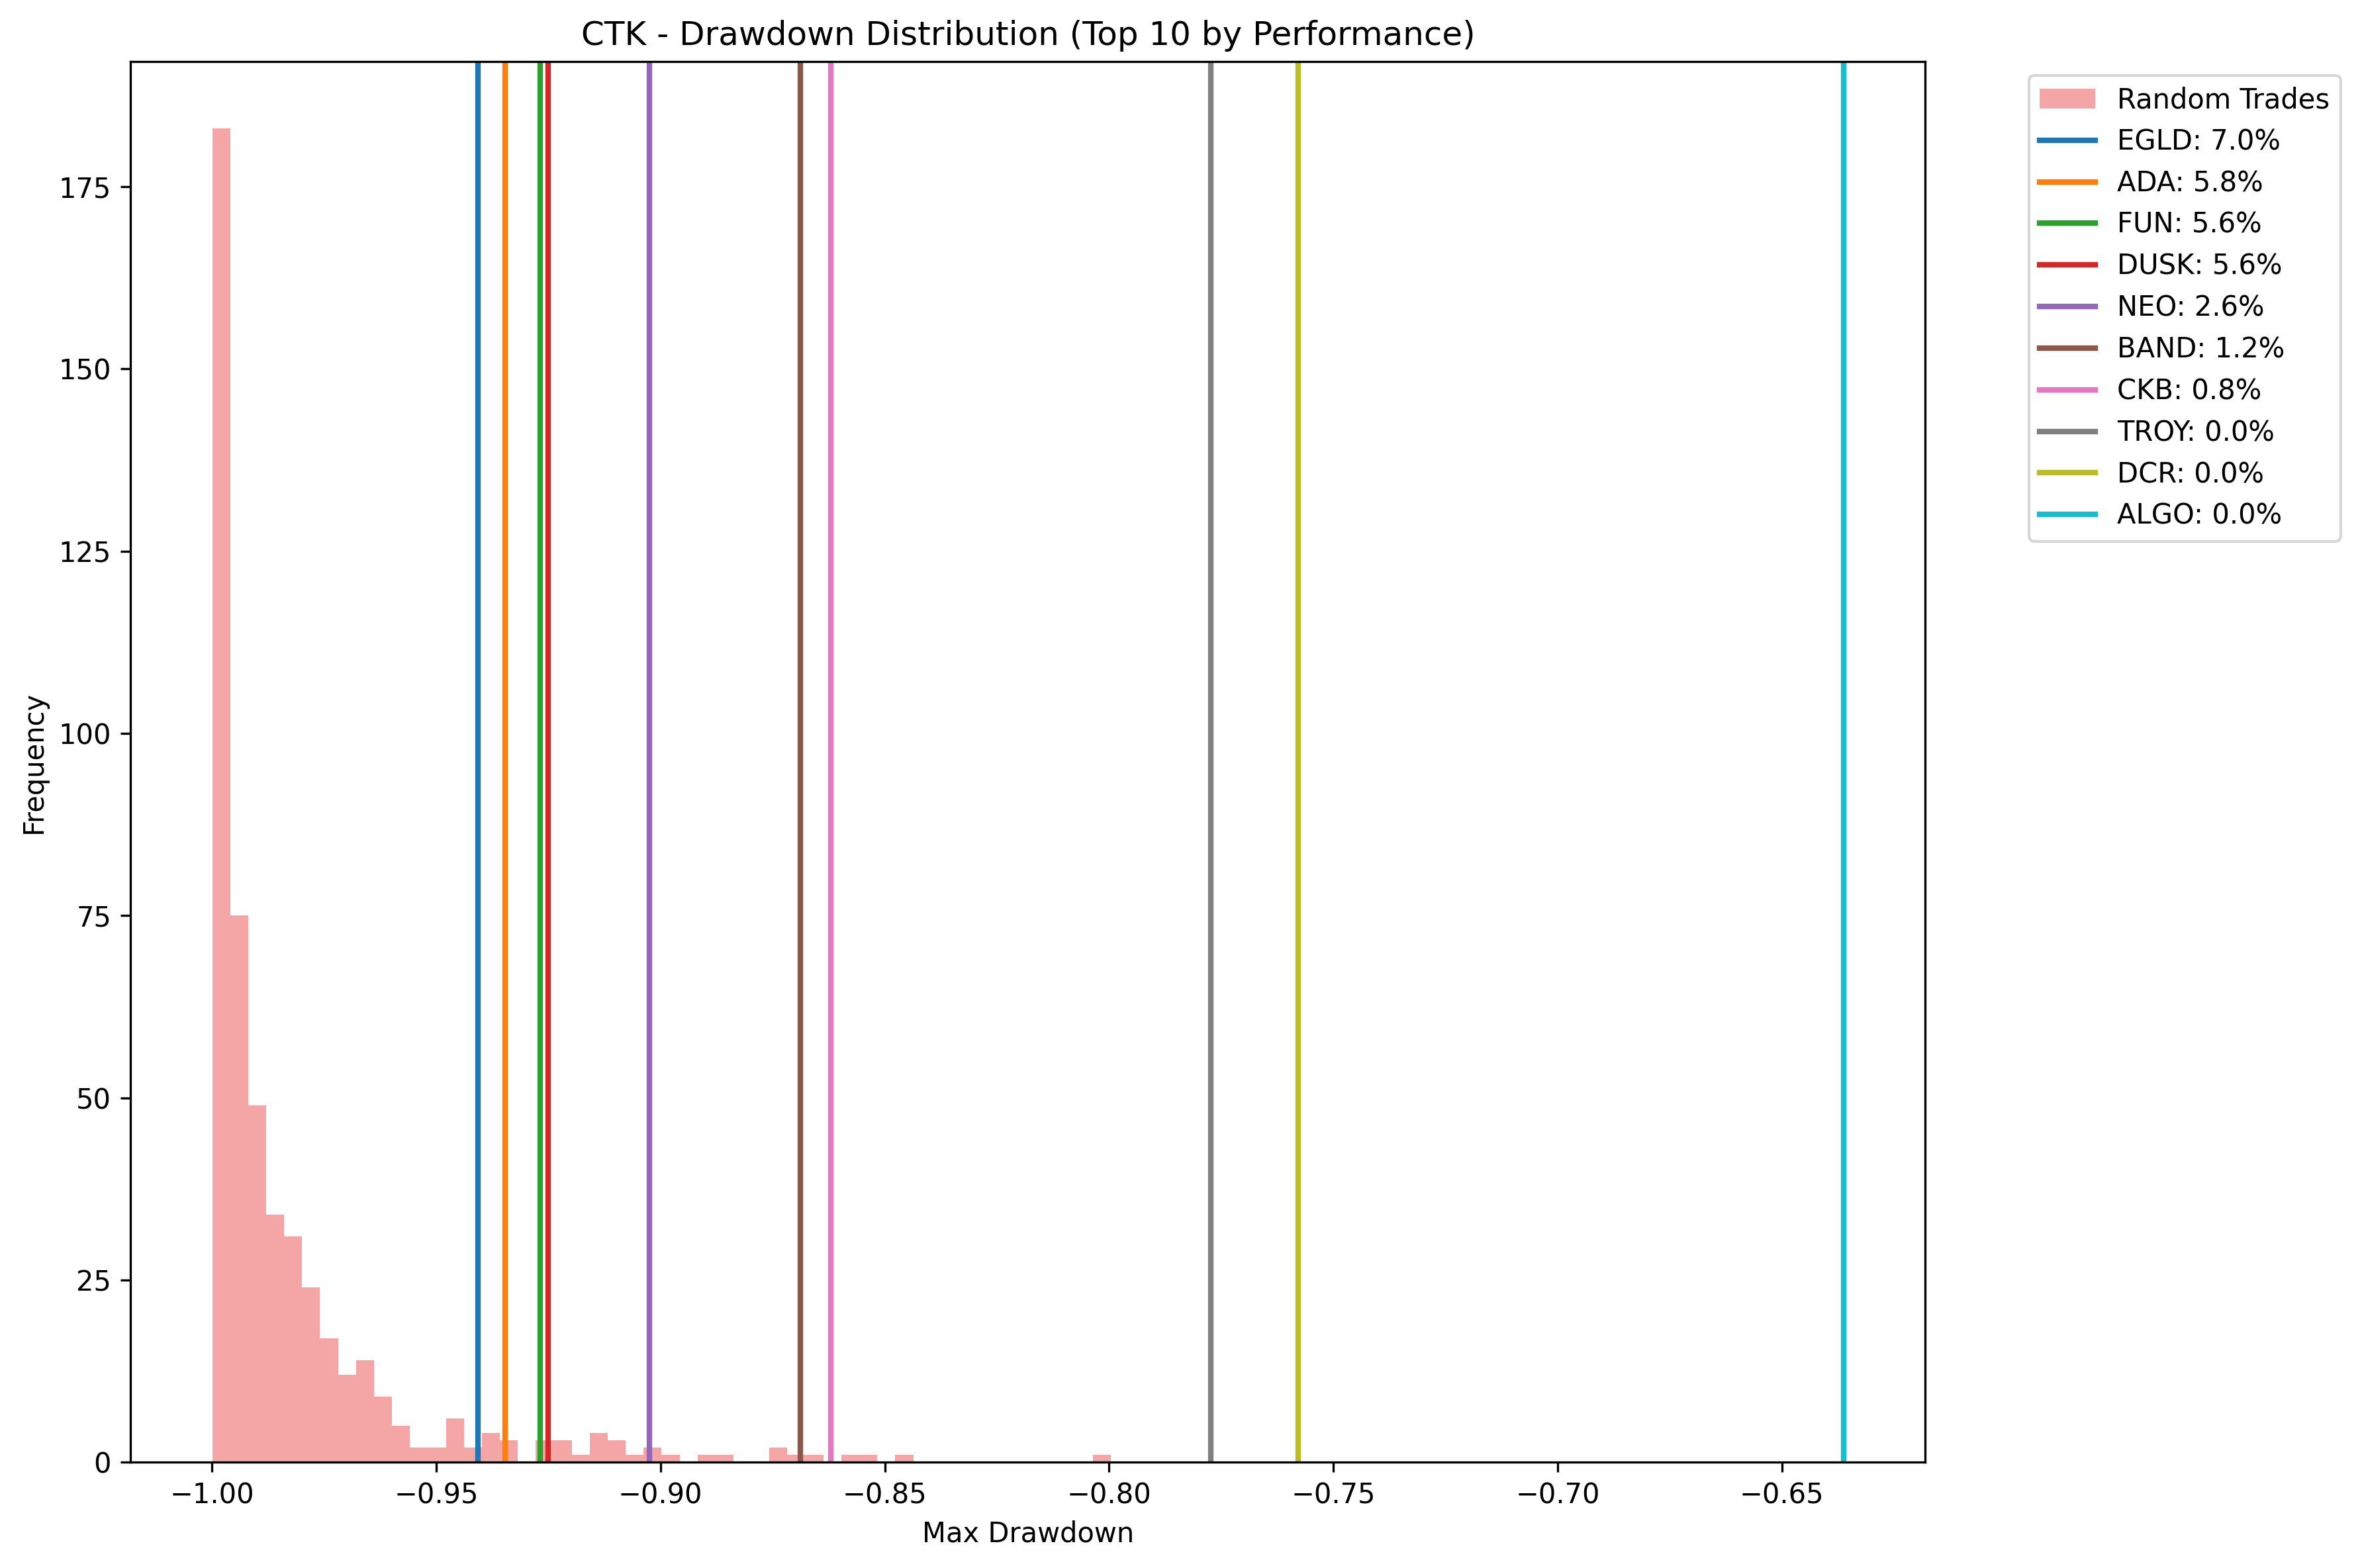 CTK - Drawdown Distribution (Top 10 by Performance)
Frequency
175
150
125
100
75
50
25
0
−1.00
−0.95
−0.90
−0.85
−0.80
−0.75
−0.70
−0.65
Max Drawdown
Random Trades
EGLD: 7.0%
ADA: 5.8%
FUN: 5.6%
DUSK: 5.6%
NEO: 2.6%
BAND: 1.2%
CKB: 0.8%
TROY: 0.0%
DCR: 0.0%
ALGO: 0.0%